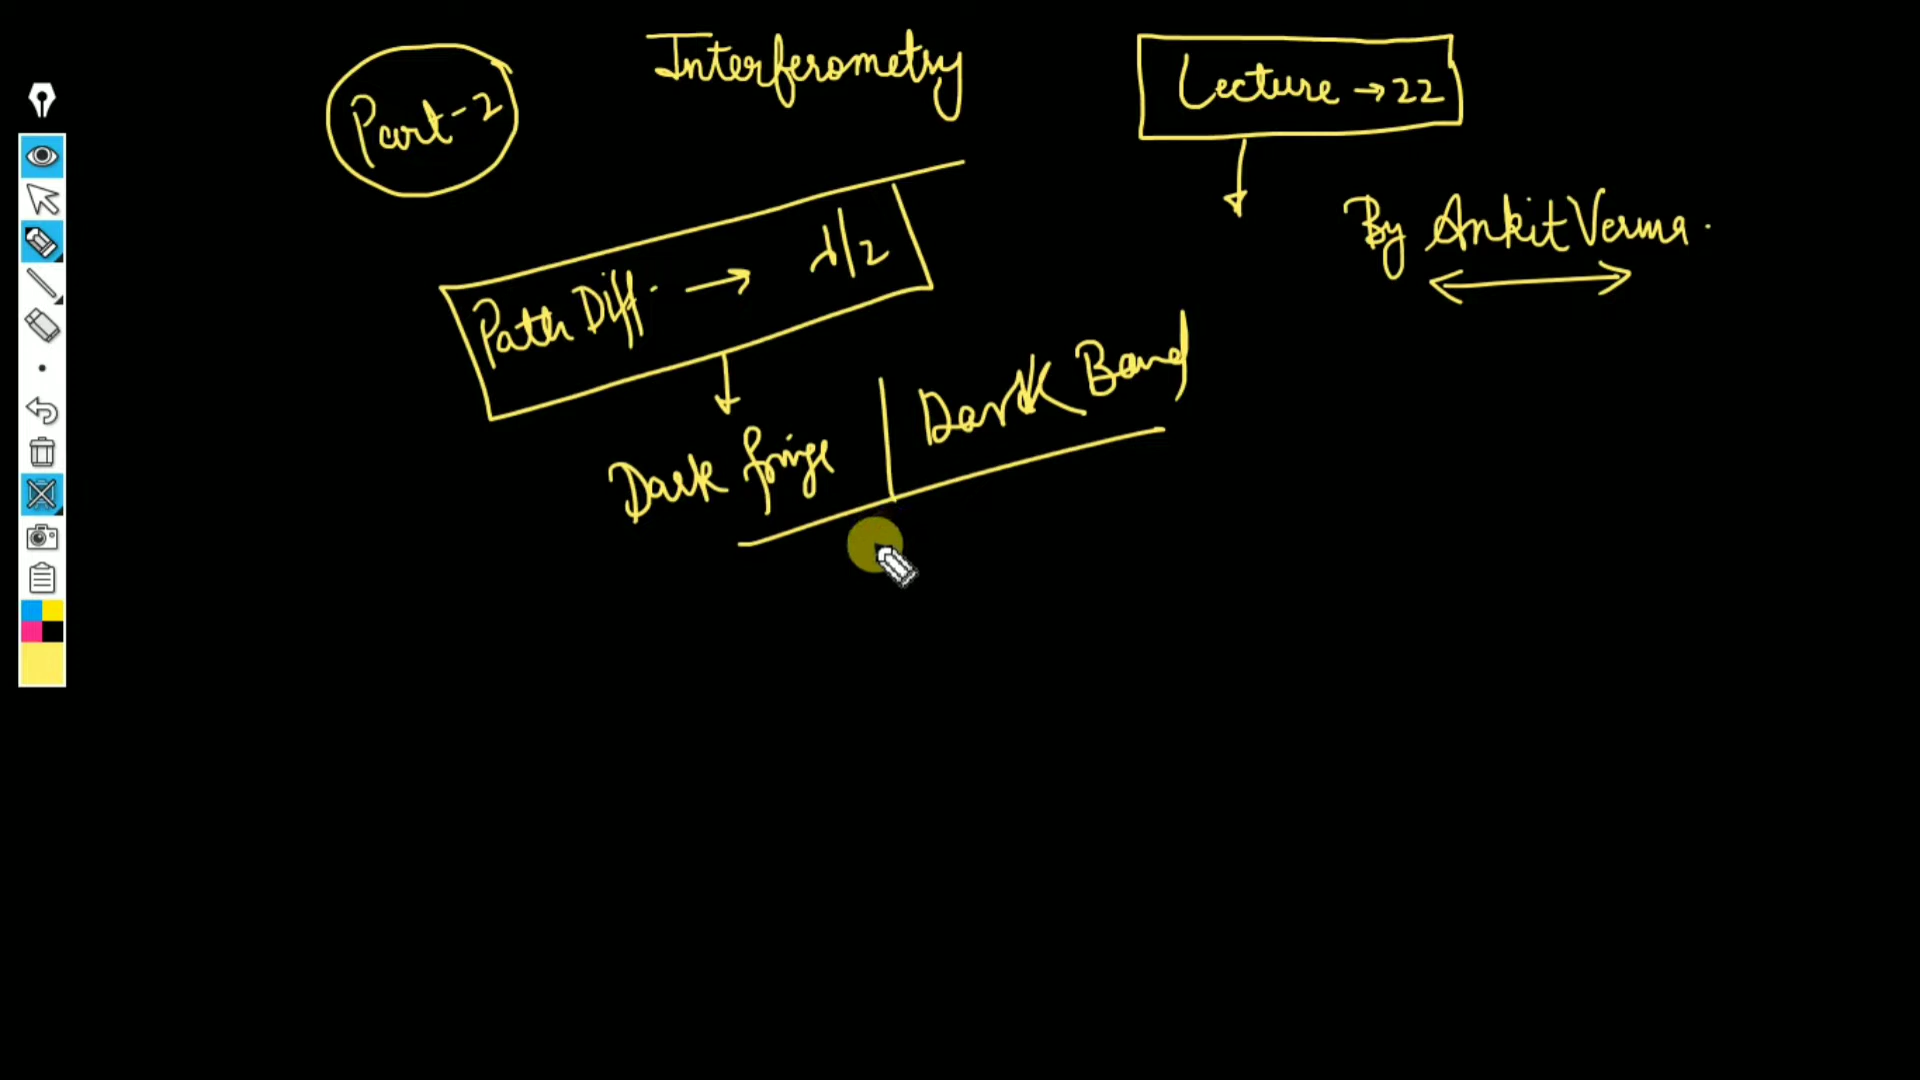 Interferometry
Lecture → 22
Part-2
By Ankit Verma.
Path Diff. → λ/2
Dark fringe | Dark Band